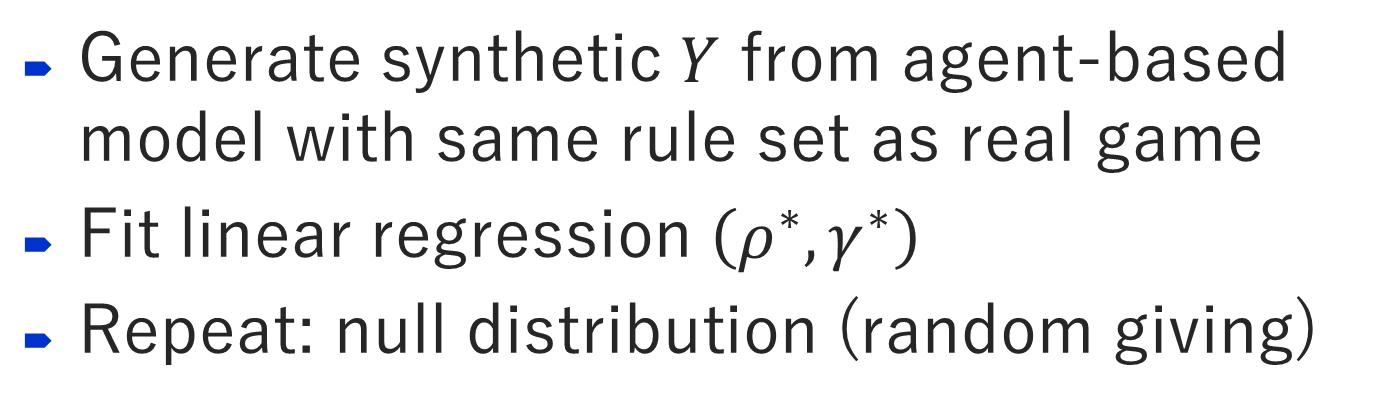 Generate synthetic Y from agent-based
model with same rule set as real game
Fit linear regression (ρ*, γ*)
Repeat: null distribution (random giving)